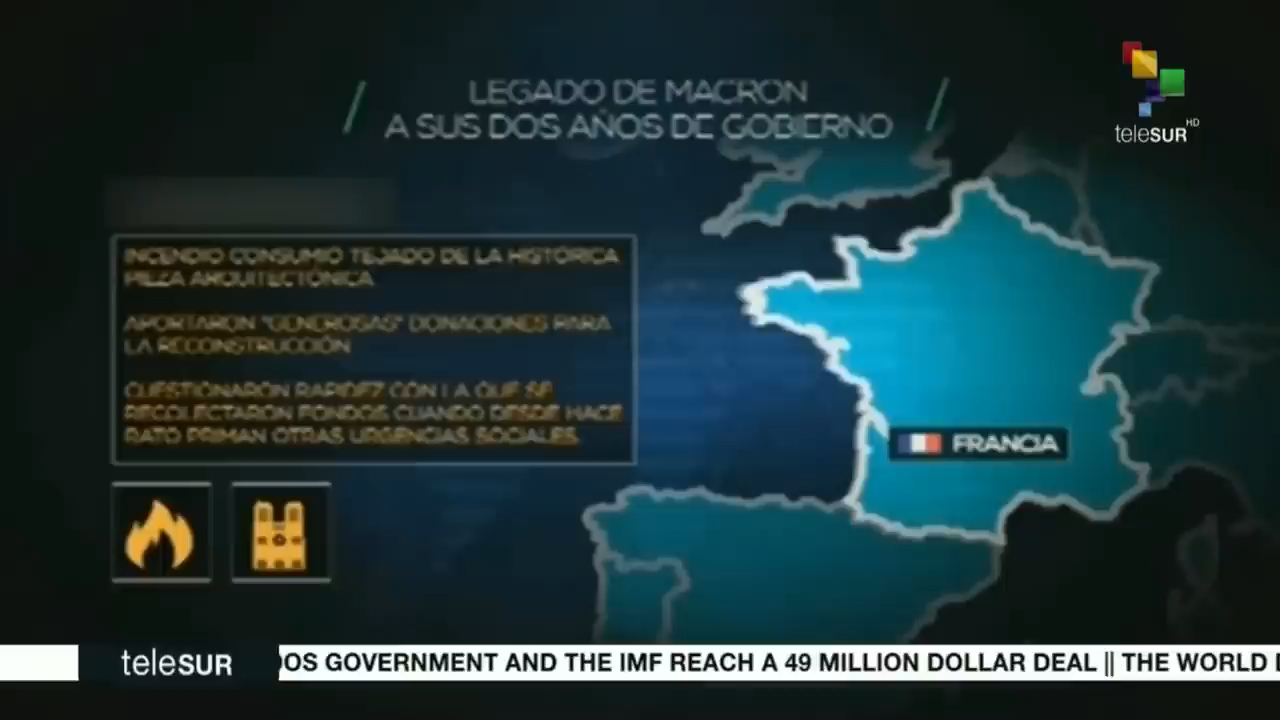 LEGADO DE MACRON
A SUS DOS AÑOS DE GOBIERNO
teleSUR HD
INCENDIO CONSUMIÓ TEJADO DE LA HISTÓRICA
PIEZA ARQUITECTÓNICA
APORTARON "GENEROSAS" DONACIONES PARA
LA RECONSTRUCCIÓN
CUESTIONARON RAPIDEZ CON LA QUE SE
RECOLECTARON FONDOS CUANDO DESDE HACE
RATO PRIMAN OTRAS URGENCIAS SOCIALES
FRANCIA
teleSUR
OS GOVERNMENT AND THE IMF REACH A 49 MILLION DOLLAR DEAL || THE WORLD